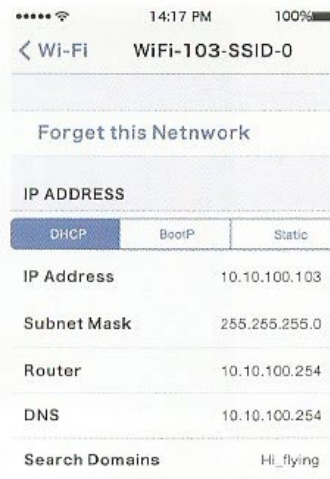 14:17 PM 100%
Wi-Fi WiFi-103-SSID-0
Forget this Netnwork
IP ADDRESS
DHCP BootP Static
IP Address 10.10.100.103
Subnet Mask 255.255.255.0
Router 10.10.100.254
DNS 10.10.100.254
Search Domains Hi_flying